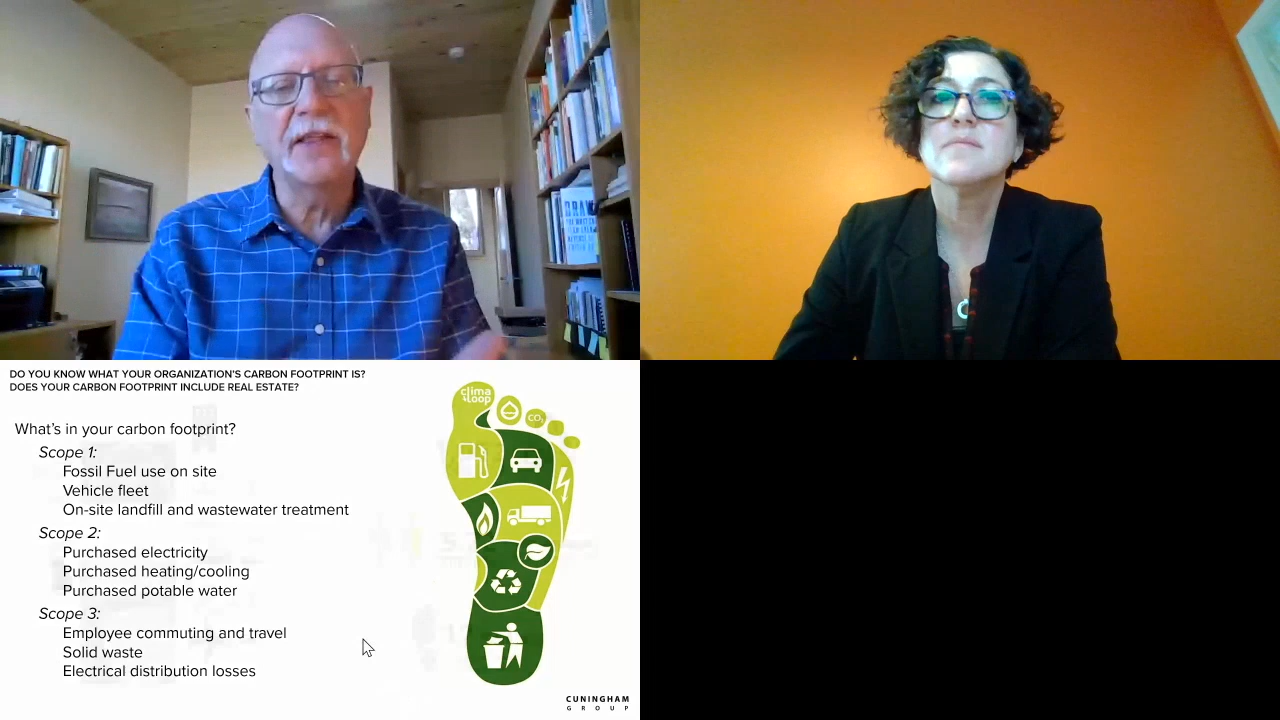 DRAW
DO YOU KNOW WHAT YOUR ORGANIZATION'S CARBON FOOTPRINT IS?
DOES YOUR CARBON FOOTPRINT INCLUDE REAL ESTATE?
clima
Loop
CO₂
What's in your carbon footprint?
Scope 1:
Fossil Fuel use on site
Vehicle fleet
On-site landfill and wastewater treatment
Scope 2:
Purchased electricity
Purchased heating/cooling
Purchased potable water
Scope 3:
Employee commuting and travel
Solid waste
Electrical distribution losses
CUNINGHAM
GROUP